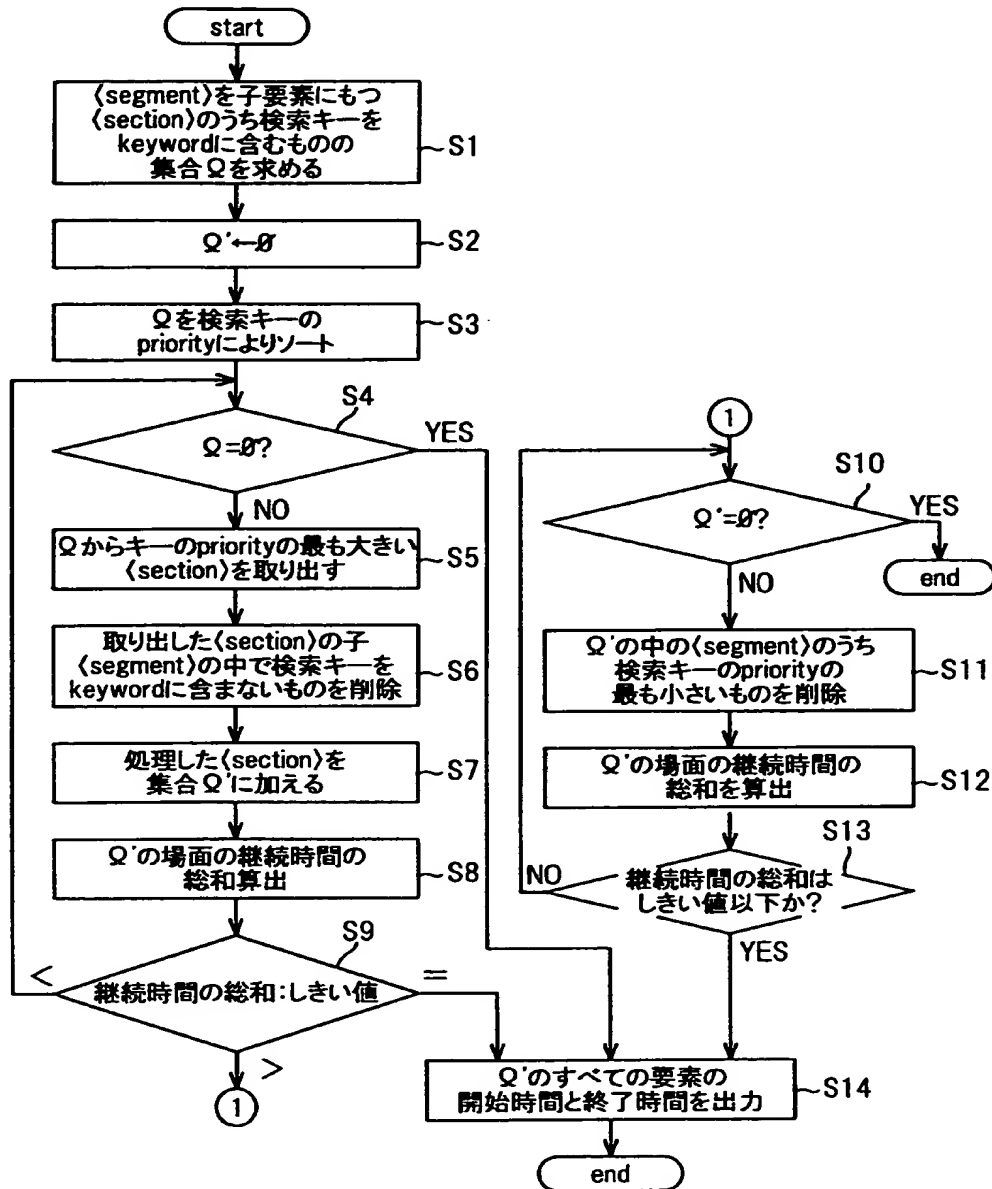 start
〈segment〉を子要素にもつ
〈section〉のうち検索キーを
keywordに含むものの
集合Ωを求める
S1
Ω'←∅
S2
Ωを検索キーの
priorityによりソート
S3
S4
Ω=∅?
YES
NO
Ωからキーのpriorityの最も大きい
〈section〉を取り出す
S5
取り出した〈section〉の子
〈segment〉の中で検索キーを
keywordに含まないものを削除
S6
処理した〈section〉を
集合Ω'に加える
S7
Ω'の場面の継続時間の
総和算出
S8
S9
継続時間の総和:しきい値
<
=
>
1
1
S10
Ω'=∅?
YES
end
NO
Ω'の中の〈segment〉のうち
検索キーのpriorityの
最も小さいものを削除
S11
Ω'の場面の継続時間の
総和を算出
S12
S13
継続時間の総和は
しきい値以下か?
NO
YES
Ω'のすべての要素の
開始時間と終了時間を出力
S14
end